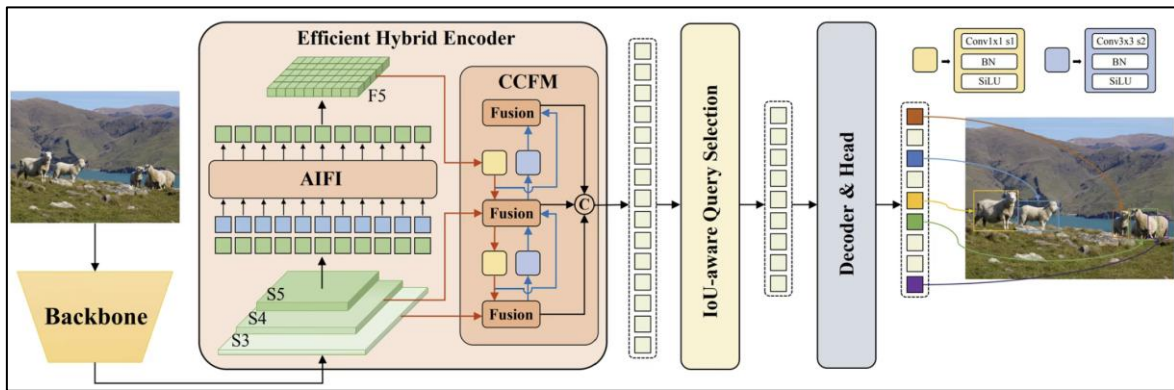 Efficient Hybrid Encoder
F5
CCFM
Fusion
AIFI
Fusion
C
S5
S4
S3
Fusion
Backbone
IoU-aware Query Selection
Decoder & Head
Conv1x1 s1
BN
SiLU
Conv3x3 s2
BN
SiLU